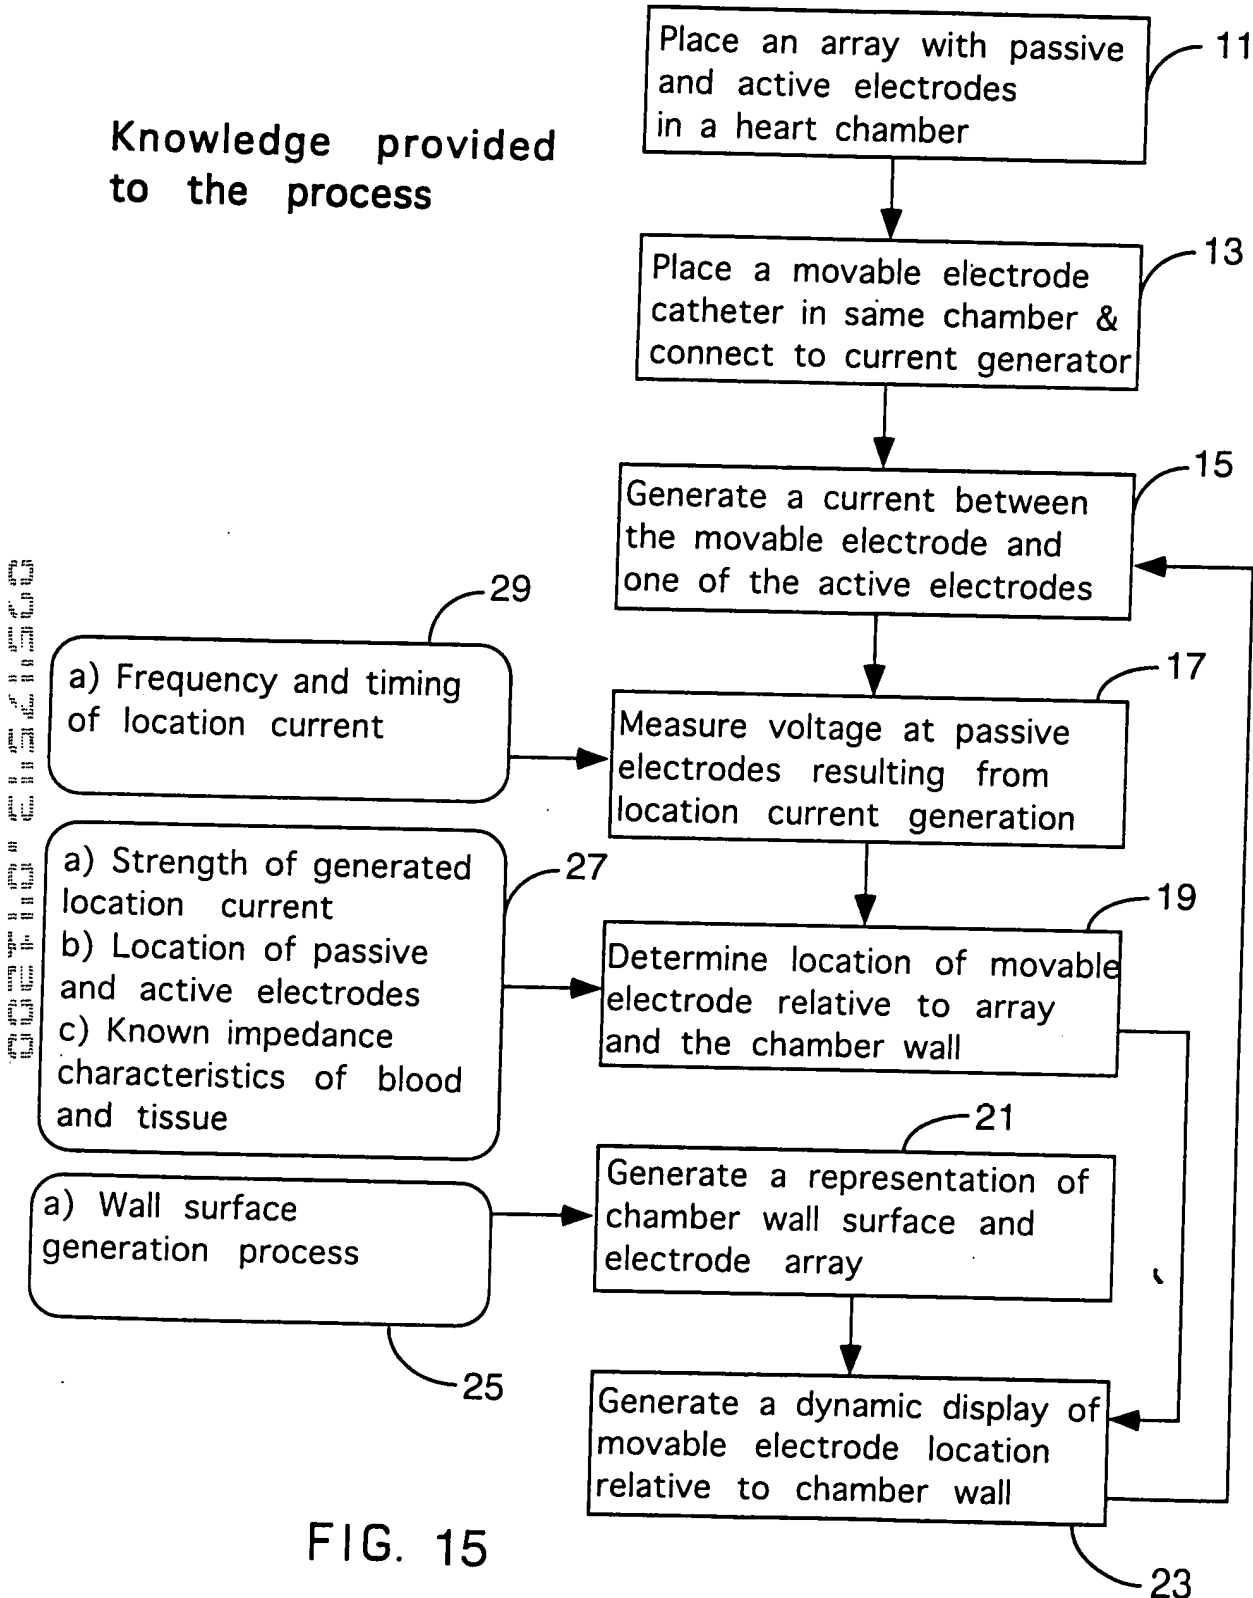 Place an array with passive
and active electrodes
in a heart chamber
11
Knowledge provided
to the process
Place a movable electrode
catheter in same chamber &
connect to current generator
13
Generate a current between
the movable electrode and
one of the active electrodes
15
29
a) Frequency and timing
of location current
Measure voltage at passive
electrodes resulting from
location current generation
17
a) Strength of generated
location current
b) Location of passive
and active electrodes
c) Known impedance
characteristics of blood
and tissue
27
Determine location of movable
electrode relative to array
and the chamber wall
19
a) Wall surface
generation process
25
Generate a representation of
chamber wall surface and
electrode array
21
Generate a dynamic display of
movable electrode location
relative to chamber wall
23
FIG. 15